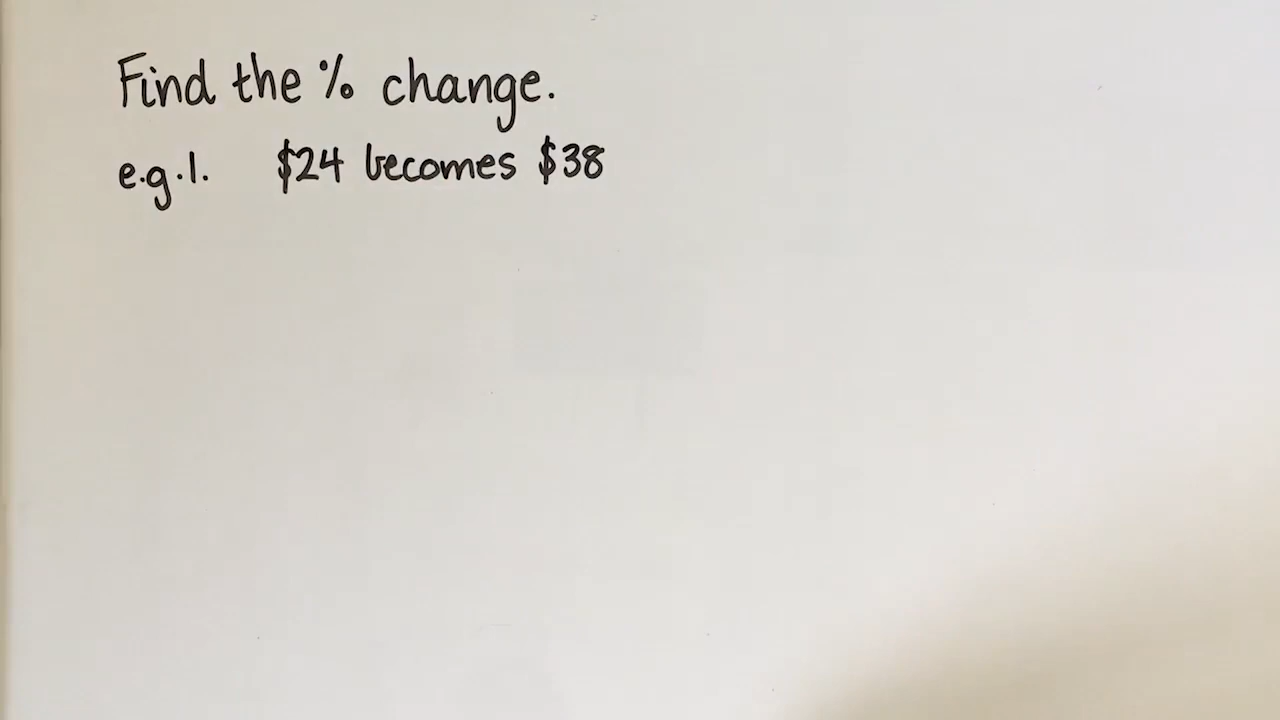 Find the % change.
e.g.1. $24 becomes $38